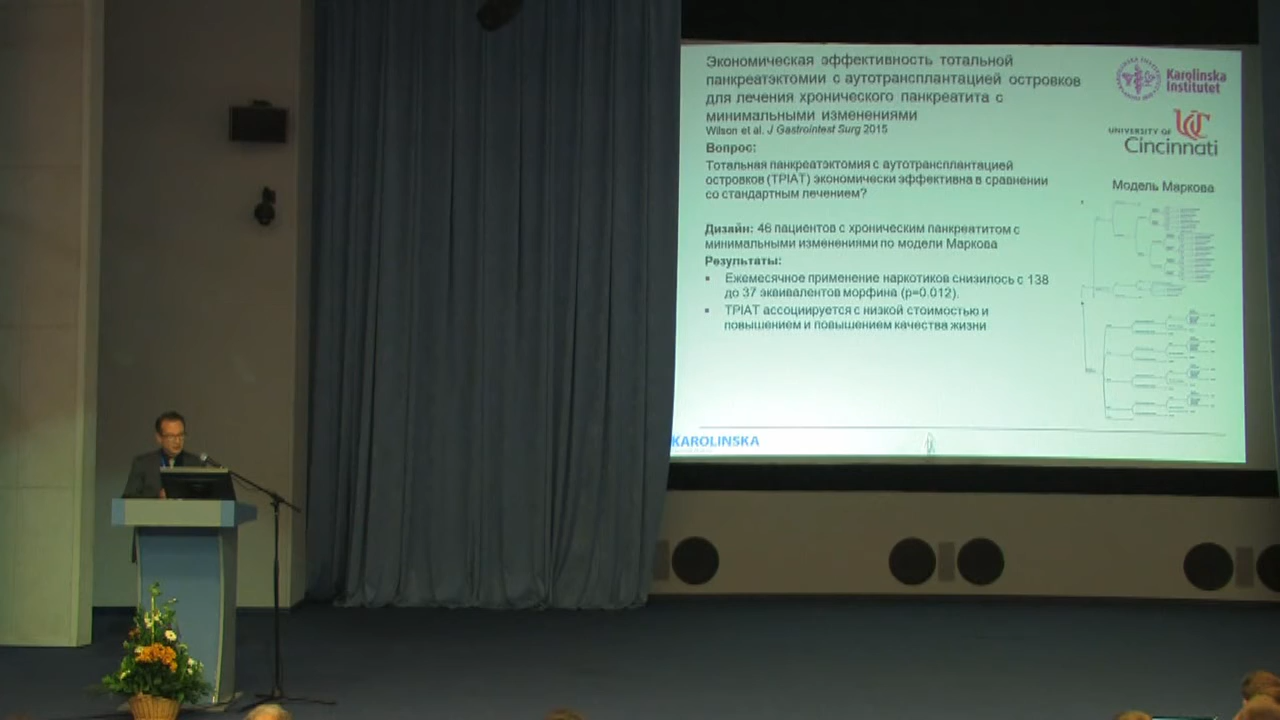 Экономическая эффективность тотальной
панкреатэктомии с аутотрансплантацией островков
для лечения хронического панкреатита с
минимальными изменениями
Wilson et al. J Gastrointest Surg 2015
Вопрос:
Тотальная панкреатэктомия с аутотрансплантацией
островков (TPIAT) экономически эффективна в сравнении
со стандартным лечением?
Дизайн: 46 пациентов с хроническим панкреатитом с
минимальными изменениями по модели Маркова
Результаты:
▪ Ежемесячное применение наркотиков снизилось с 138
до 37 эквивалентов морфина (p=0.012).
▪ TPIAT ассоциируется с низкой стоимостью и
повышением и повышением качества жизни
Karolinska
Institutet
UNIVERSITY OF
UC
Cincinnati
Модель Маркова
KAROLINSKA